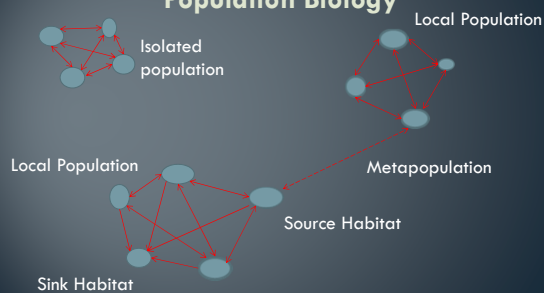 Population Biology
Local Population
Isolated
population
Local Population
Metapopulation
Source Habitat
Sink Habitat